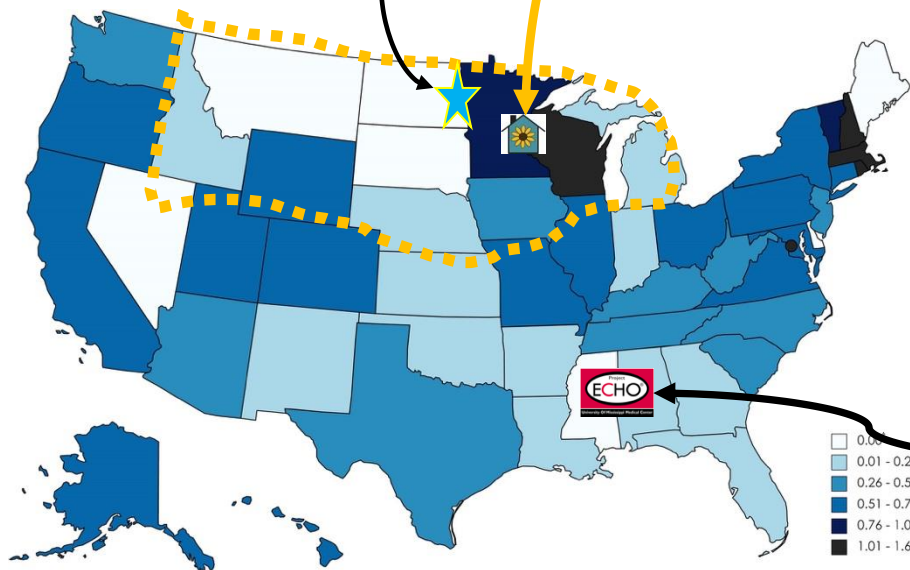 Project
ECHO®
University Of Mississippi Medical Center
0.00
0.01 - 0.2
0.26 - 0.5
0.51 - 0.7
0.76 - 1.0
1.01 - 1.6